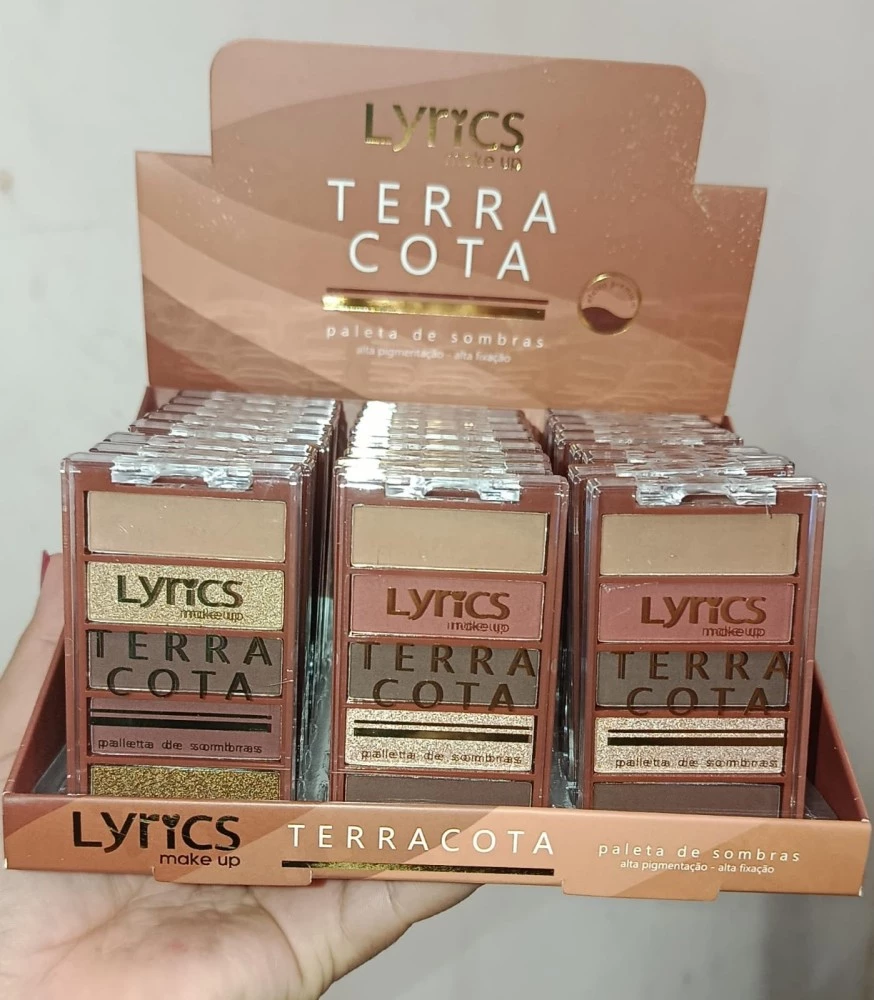 Lyrics
make up
TERRA
COTA
paleta de sombras
alta pigmentação - alta fixação
Lyrics
make up
TERRA
COTA
paleta de sombras
Lyrics
make up
TERRA
COTA
paleta de sombras
Lyrics
make up
TERRA
COTA
paleta de sombras
Lyrics
make up
TERRACOTA
paleta de sombras
alta pigmentação - alta fixação